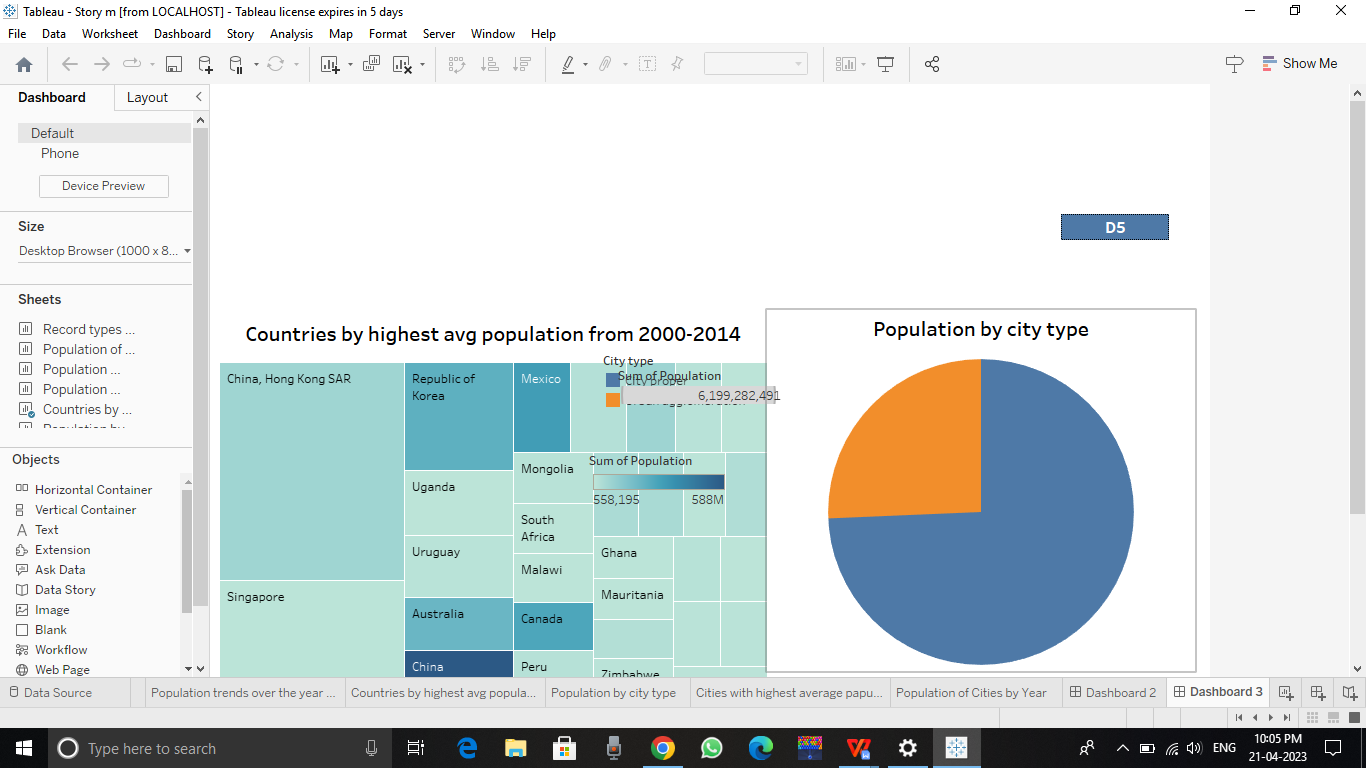 Tableau - Story m [from LOCALHOST] - Tableau license expires in 5 days
File Data Worksheet Dashboard Story Analysis Map Format Server Window Help
Show Me
Dashboard Layout
Default
Phone
Device Preview
Size
Desktop Browser (1000 x 8...
Sheets
Record types ...
Population of ...
Population ...
Population ...
Countries by ...
Objects
Horizontal Container
Vertical Container
Text
Extension
Ask Data
Data Story
Image
Blank
Workflow
Web Page
D5
Countries by highest avg population from 2000-2014
China, Hong Kong SAR
Singapore
Republic of
Korea
Uganda
Uruguay
Australia
China
Mexico
Mongolia
South
Africa
Malawi
Canada
Peru
Ghana
Mauritania
Zimbabwe
City type
City proper
Sum of Population
6,199,282,491
Sum of Population
558,195 588M
Population by city type
Data Source Population trends over the year ... Countries by highest avg popula... Population by city type Cities with highest average papu... Population of Cities by Year Dashboard 2 Dashboard 3
Type here to search
ENG
10:05 PM
21-04-2023